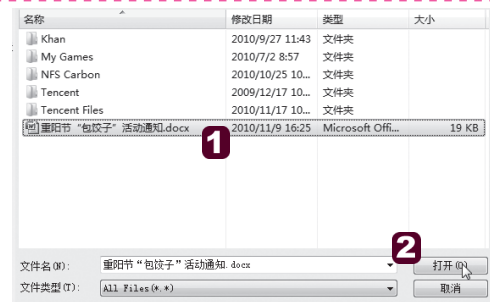 名称 修改日期 类型 大小
Khan 2010/9/27 11:43 文件夹
My Games 2010/7/2 8:57 文件夹
NFS Carbon 2010/10/25 10... 文件夹
Tencent 2009/12/17 10... 文件夹
Tencent Files 2010/11/17 10... 文件夹
重阳节“包饺子”活动通知.docx 2010/11/9 16:25 Microsoft Offi... 19 KB
1
2
文件名(N): 重阳节“包饺子”活动通知.docx 打开(O)
文件类型(T): All Files(*.*) 取消